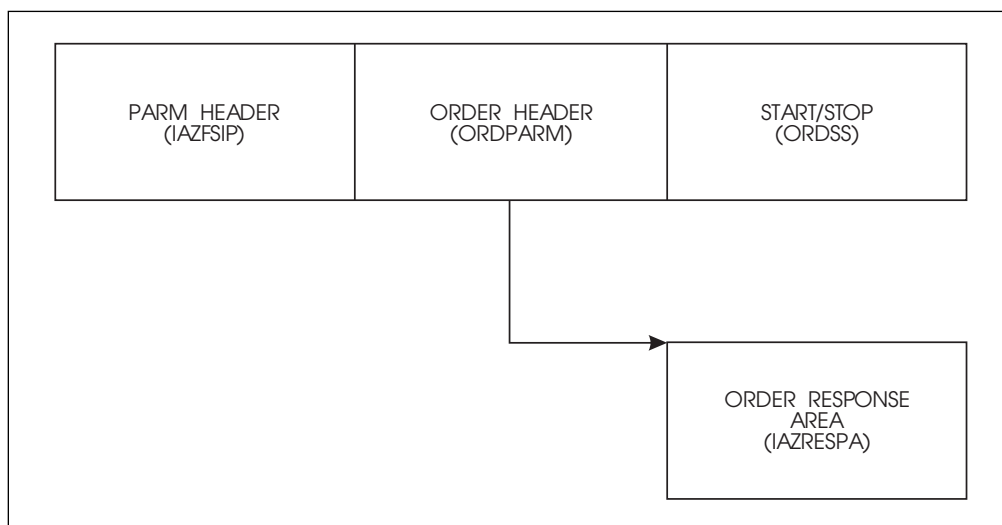 PARM HEADER
(IAZFSIP)
ORDER HEADER
(ORDPARM)
START/STOP
(ORDSS)
ORDER RESPONSE
AREA
(IAZRESPA)